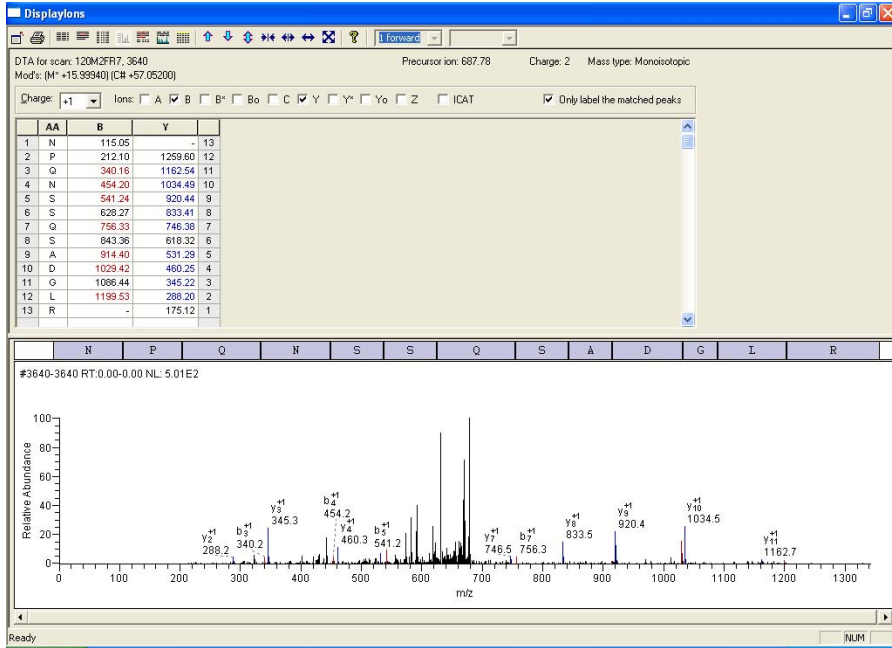 DisplayIons
1 forward
DTA for scan: 120M2FR7, 3640 Precursor ion: 687.78 Charge: 2 Mass type: Monoisotopic
Mod's: (M* +15.99940) (C# +57.05200)
Charge: +1 Ions: A B B* Bo C Y Y* Yo Z ICAT Only label the matched peaks
AA B Y
1 N 115.05 - 13
2 P 212.10 1259.60 12
3 Q 340.16 1162.54 11
4 N 454.20 1034.49 10
5 S 541.24 920.44 9
6 S 628.27 833.41 8
7 Q 756.33 746.38 7
8 S 843.36 618.32 6
9 A 914.40 531.29 5
10 D 1029.42 460.25 4
11 G 1086.44 345.22 3
12 L 1199.53 288.20 2
13 R - 175.12 1
N P Q N S S Q S A D G L R
#3640-3640 RT:0.00-0.00 NL: 5.01E2
Relative Abundance
100
80
60
40
20
0
y2 +1 288.2
b3 +1 340.2
y3 +1 345.3
b4 +1 454.2
y4 +1 460.3
b5 +1 541.2
y7 +1 746.5
b7 +1 756.3
y8 +1 833.5
y9 +1 920.4
y10 +1 1034.5
y11 +1 1162.7
0 100 200 300 400 500 600 700 800 900 1000 1100 1200 1300
m/z
Ready NUM